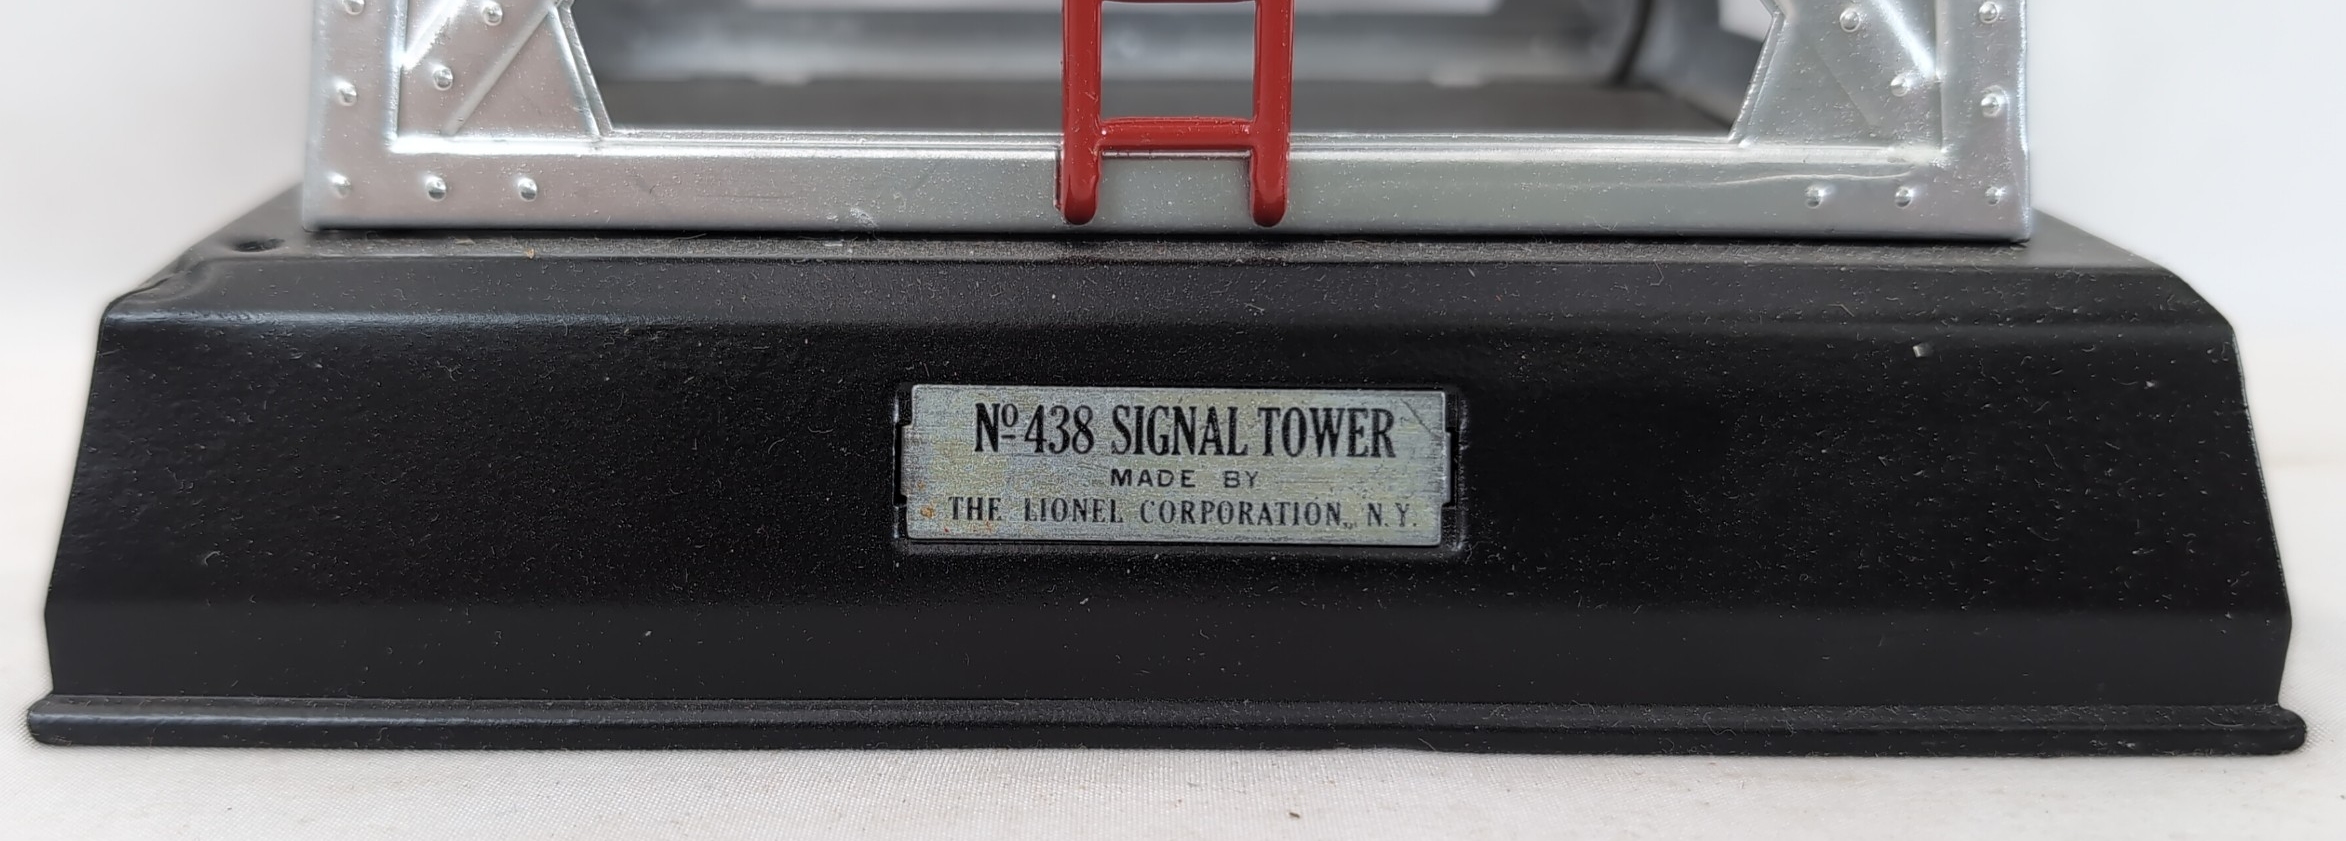 Nº 438 SIGNAL TOWER
MADE BY
THE LIONEL CORPORATION, N.Y.